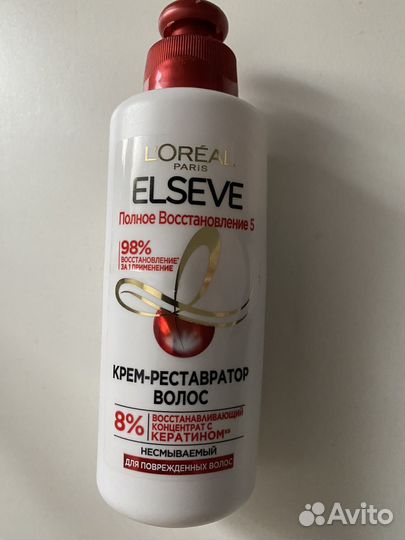 L'ORÉAL
PARIS
ELSEVE
Полное Восстановление 5
98%
ВОССТАНОВЛЕНИЕ*
ЗА 1 ПРИМЕНЕНИЕ
КРЕМ-РЕСТАВРАТОР
ВОЛОС
8% ВОССТАНАВЛИВАЮЩИЙ
КОНЦЕНТРАТ С
КЕРАТИНОМ**
НЕСМЫВАЕМЫЙ
ДЛЯ ПОВРЕЖДЕННЫХ ВОЛОС
Avito